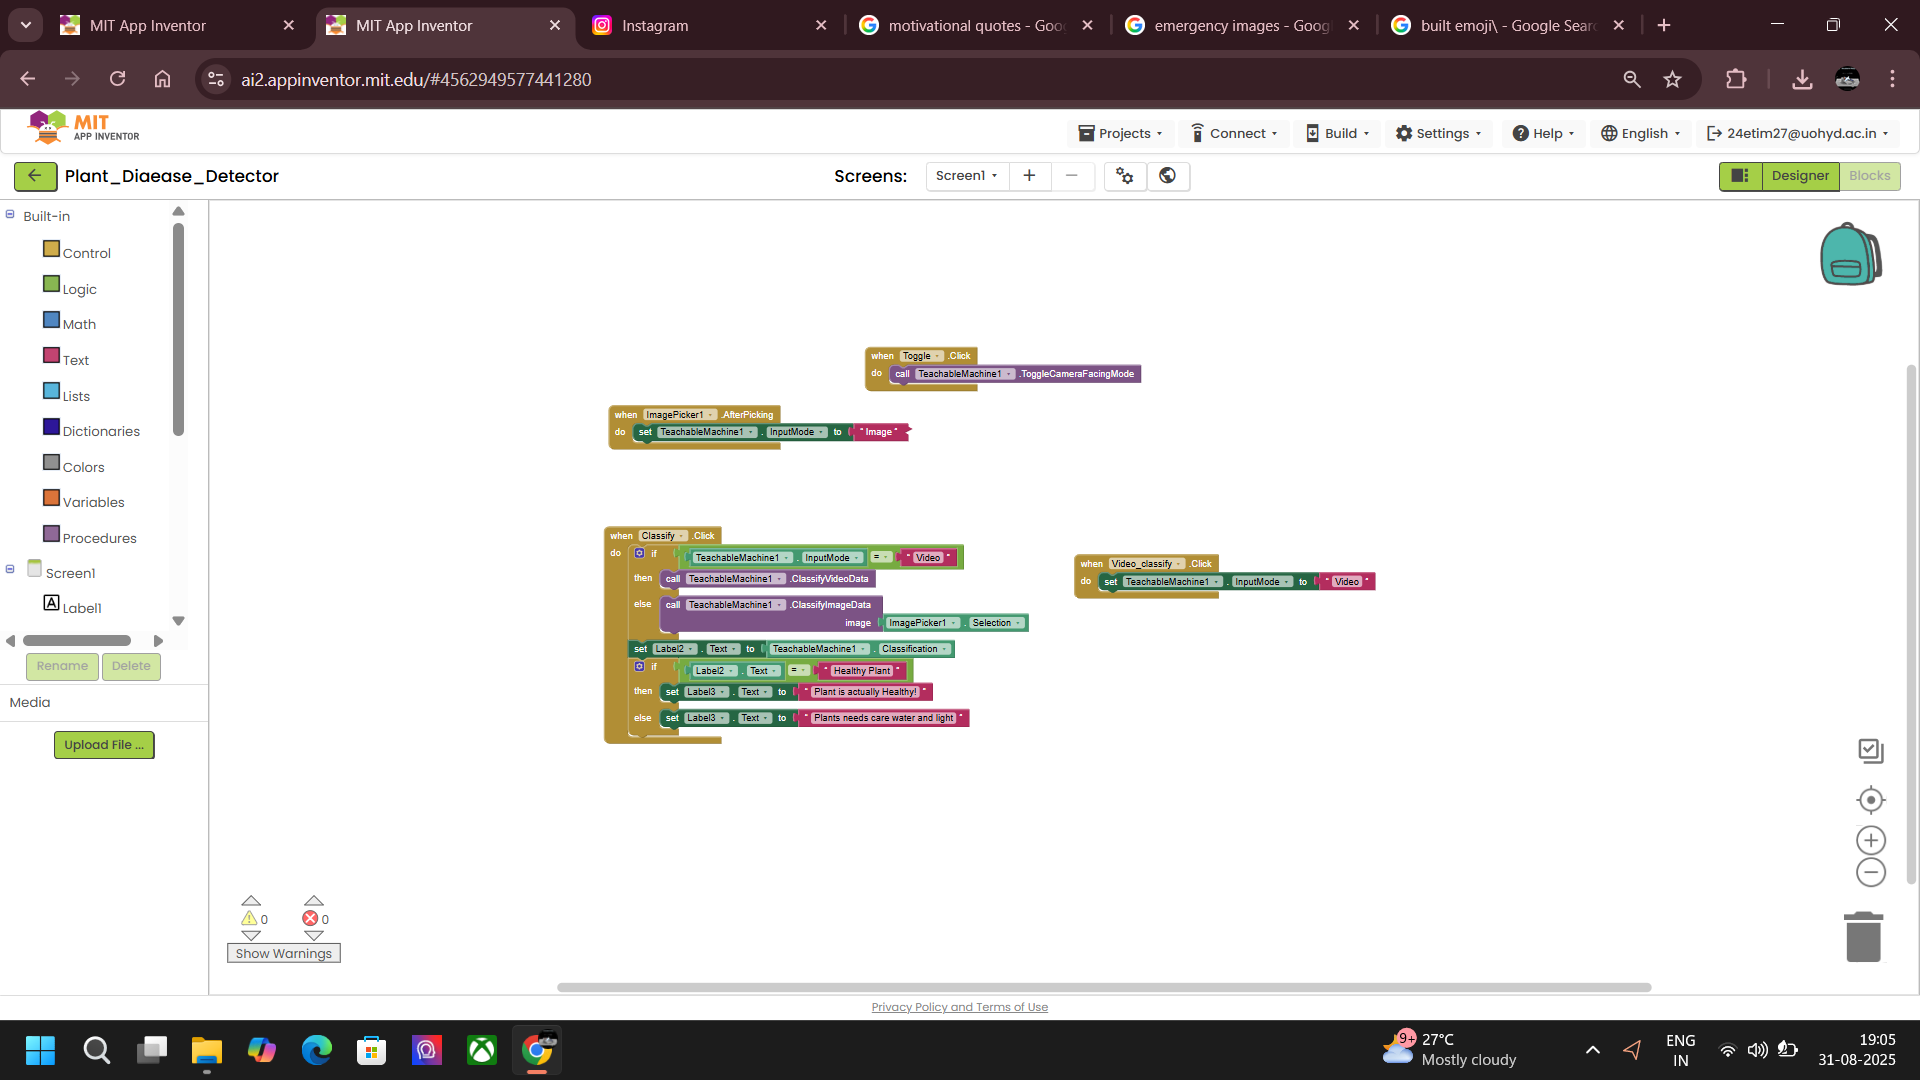 MIT App Inventor
MIT App Inventor
Instagram
motivational quotes - Goo
emergency images - Googl
built emoji\ - Google Sear
ai2.appinventor.mit.edu/#4562949577441280
MIT
APP INVENTOR
Projects
Connect
Build
Settings
Help
English
24etim27@uohyd.ac.in
Plant_Diaease_Detector
Screens:
Screen1
Designer
Blocks
Built-in
Control
Logic
Math
Text
Lists
Dictionaries
Colors
Variables
Procedures
Screen1
A Label1
Rename
Delete
Media
Upload File ...
when Toggle .Click
do call TeachableMachine1 .ToggleCameraFacingMode
when ImagePicker1 .AfterPicking
do set TeachableMachine1 . InputMode to " Image "
when Classify .Click
do if TeachableMachine1 . InputMode = " Video "
then call TeachableMachine1 .ClassifyVideoData
else call TeachableMachine1 .ClassifyImageData
image ImagePicker1 . Selection
set Label2 . Text to TeachableMachine1 . Classification
if Label2 . Text = " Healthy Plant "
then set Label3 . Text to " Plant is actually Healthy! "
else set Label3 . Text to " Plants needs care water and light "
when Video_classify .Click
do set TeachableMachine1 . InputMode to " Video "
0
0
Show Warnings
Privacy Policy and Terms of Use
9+
27°C
Mostly cloudy
ENG
IN
19:05
31-08-2025